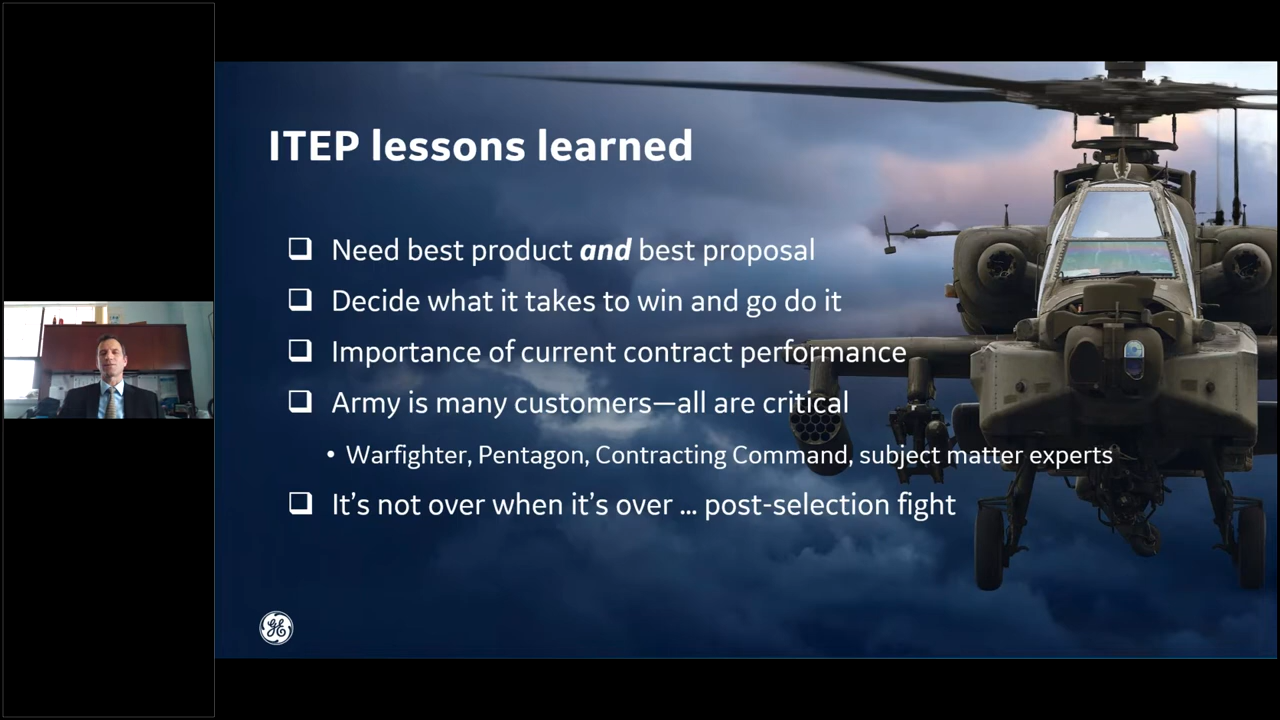 ITEP lessons learned
❑ Need best product and best proposal
❑ Decide what it takes to win and go do it
❑ Importance of current contract performance
❑ Army is many customers—all are critical
• Warfighter, Pentagon, Contracting Command, subject matter experts
❑ It’s not over when it’s over ... post-selection fight
GE